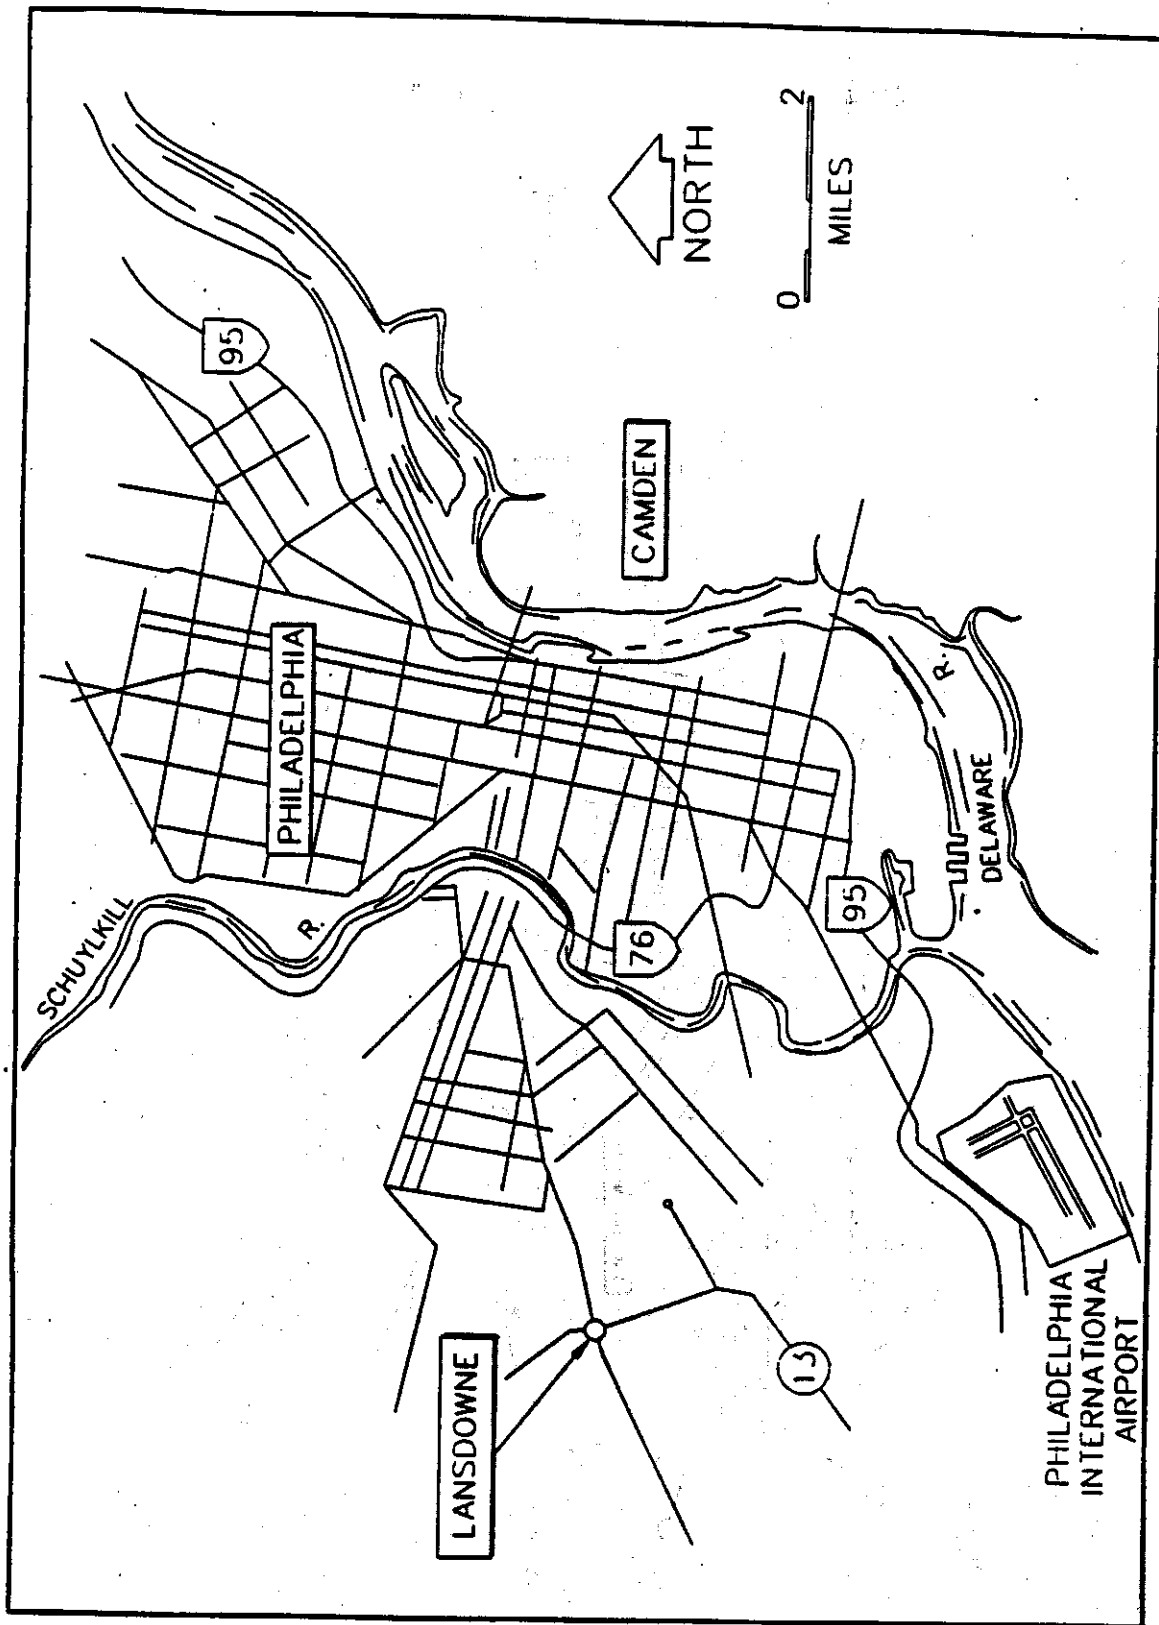 SCHUYLKILL
R.
PHILADELPHIA
95
CAMDEN
NORTH
0 2
MILES
76
95
R.
DELAWARE
LANSDOWNE
13
PHILADELPHIA
INTERNATIONAL
AIRPORT